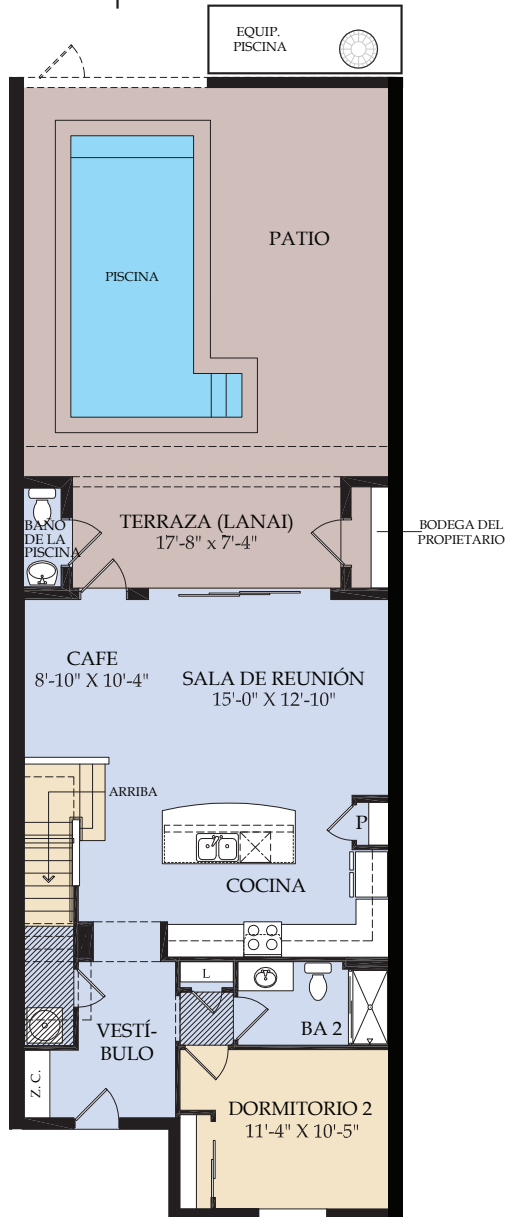 EQUIP.
PISCINA
PATIO
PISCINA
BAÑO
DE LA
PISCINA
TERRAZA (LANAI)
17'-8" x 7'-4"
BODEGA DEL
PROPIETARIO
CAFE
8'-10" X 10'-4"
SALA DE REUNIÓN
15'-0" X 12'-10"
ARRIBA
P
COCINA
L
BA 2
VESTÍ-
BULO
Z.C.
DORMITORIO 2
11'-4" X 10'-5"